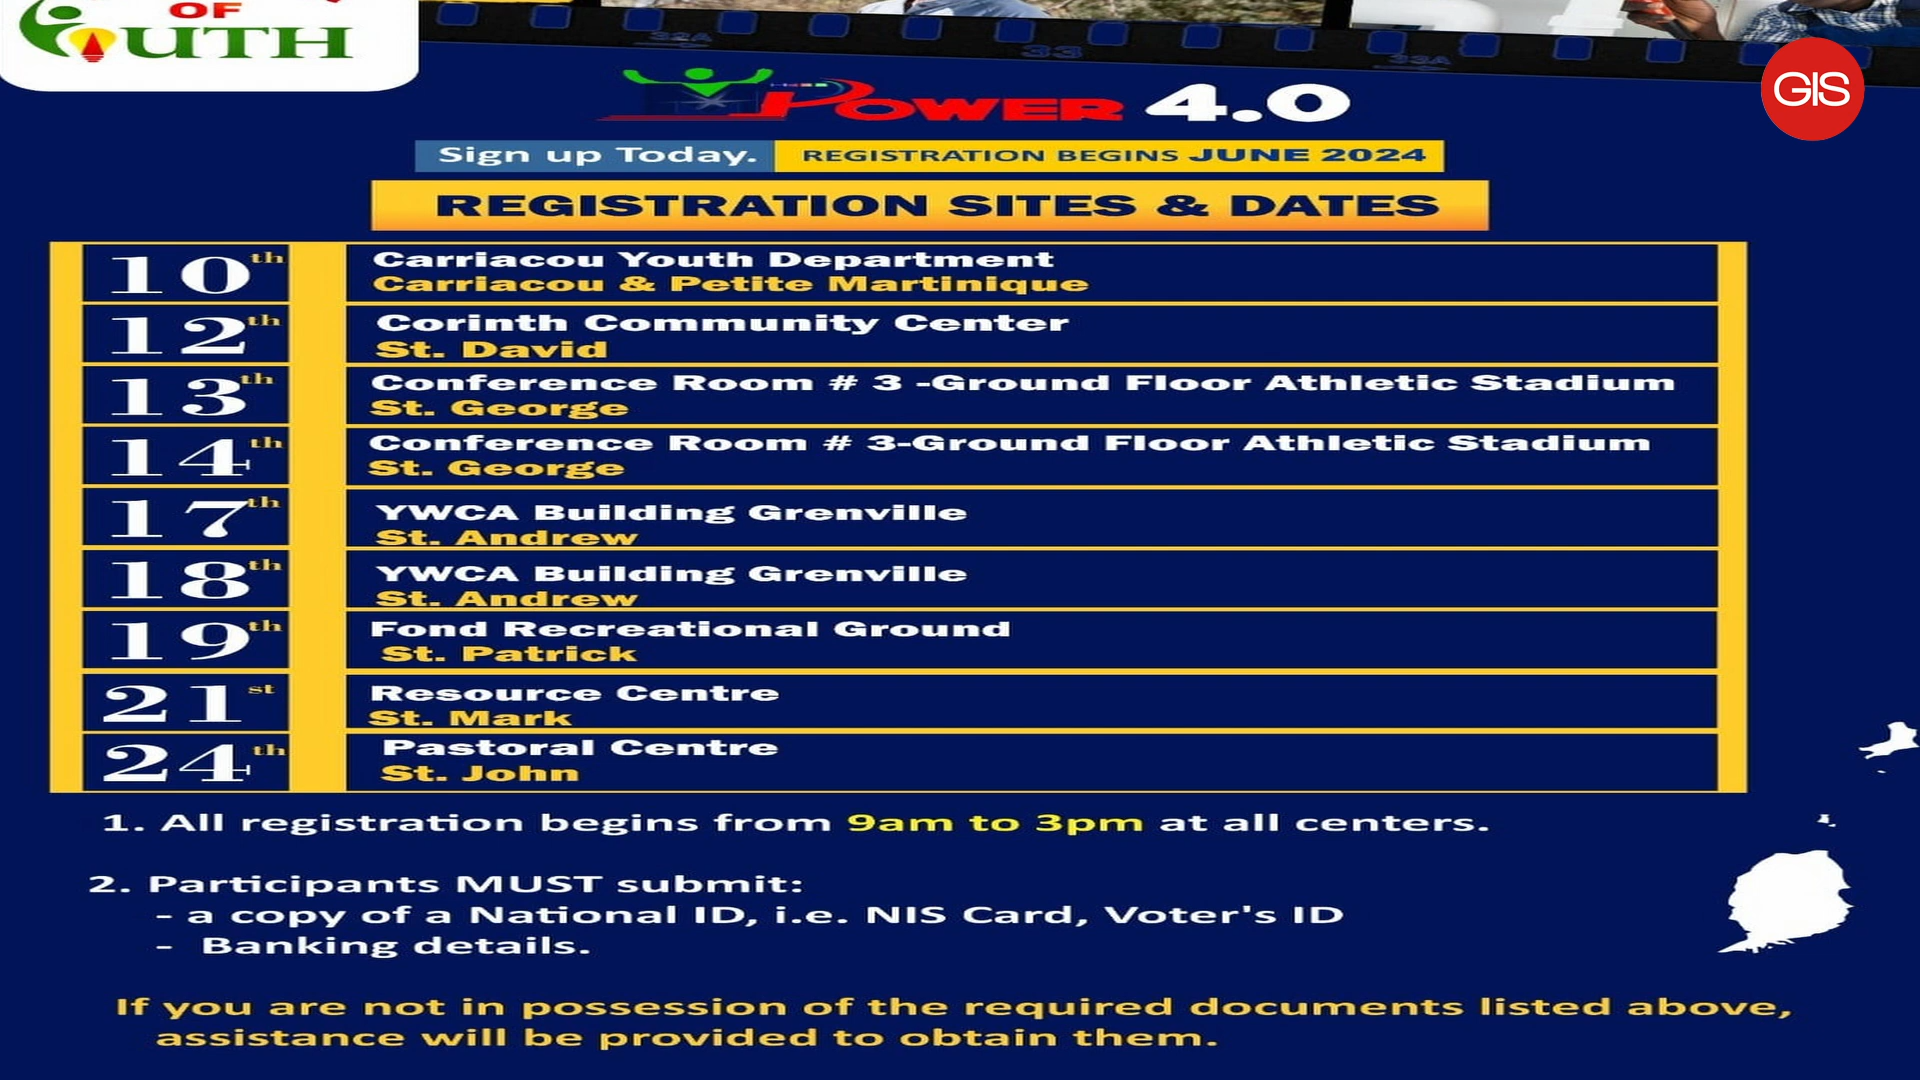 OF
YOUTH
32A
33
33A
GIS
POWER 4.0
Sign up Today. REGISTRATION BEGINS JUNE 2024
REGISTRATION SITES & DATES
10th Carriacou Youth Department
Carriacou & Petite Martinique
12th Corinth Community Center
St. David
13th Conference Room # 3 -Ground Floor Athletic Stadium
St. George
14th Conference Room # 3-Ground Floor Athletic Stadium
St. George
17th YWCA Building Grenville
St. Andrew
18th YWCA Building Grenville
St. Andrew
19th Fond Recreational Ground
St. Patrick
21st Resource Centre
St. Mark
24th Pastoral Centre
St. John
1. All registration begins from 9am to 3pm at all centers.
2. Participants MUST submit:
- a copy of a National ID, i.e. NIS Card, Voter's ID
- Banking details.
If you are not in possession of the required documents listed above,
assistance will be provided to obtain them.